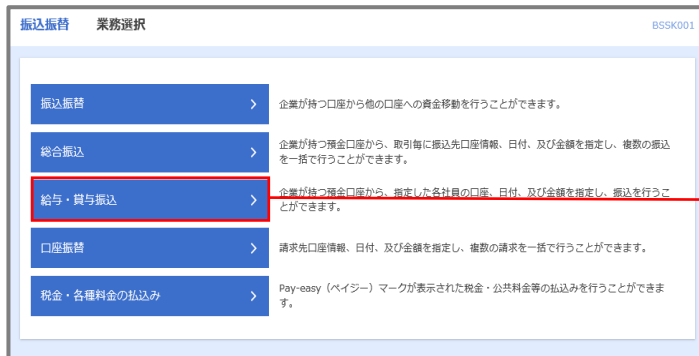 振込振替 業務選択 BSSK001
振込振替 企業が持つ口座から他の口座への資金移動を行うことができます。
総合振込 企業が持つ預金口座から、取引毎に振込先口座情報、日付、及び金額を指定し、複数の振込
を一括で行うことができます。
給与・賞与振込 企業が持つ預金口座から、指定した各社員の口座、日付、及び金額を指定し、振込を行うこ
とができます。
口座振替 請求先口座情報、日付、及び金額を指定し、複数の請求を一括で行うことができます。
税金・各種料金の払込み Pay-easy（ペイジー）マークが表示された税金・公共料金等の払込みを行うことができま
す。